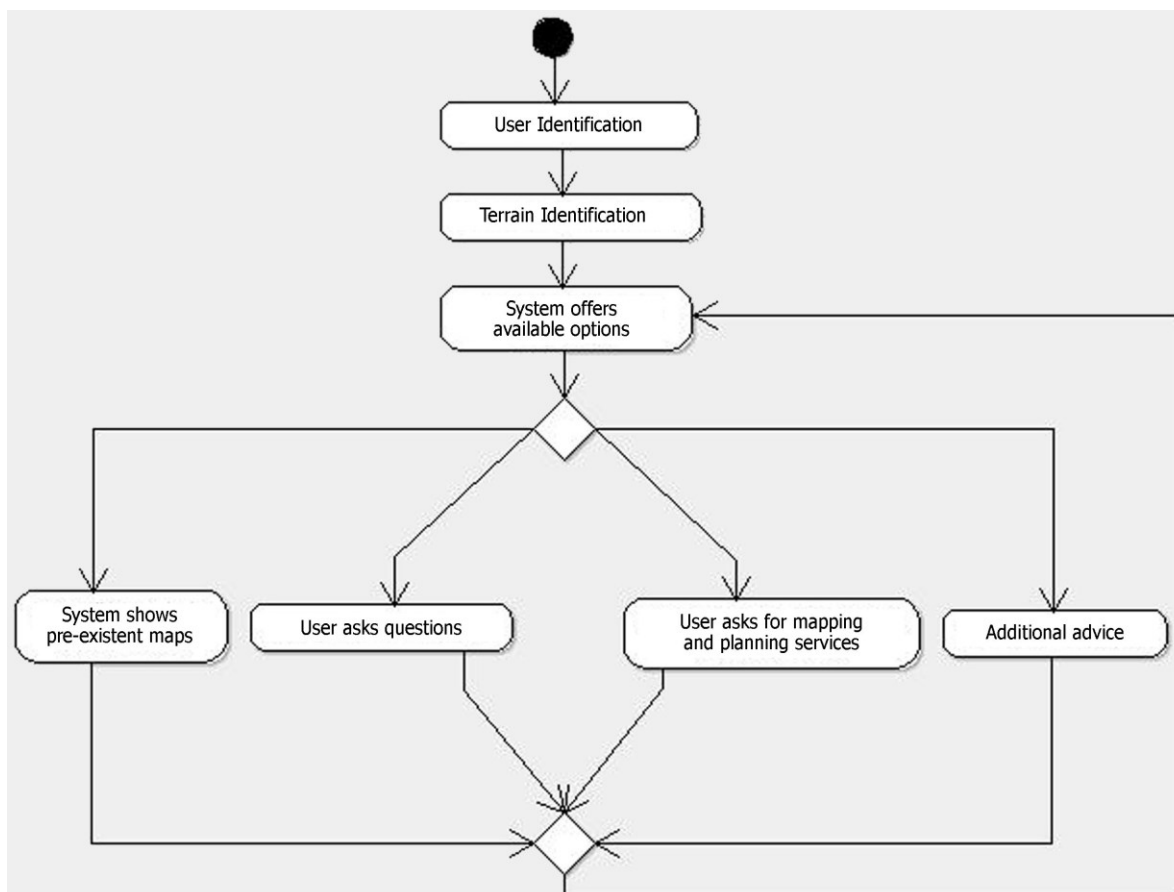 User Identification
Terrain Identification
System offers
available options
System shows
pre-existent maps
User asks questions
User asks for mapping
and planning services
Additional advice